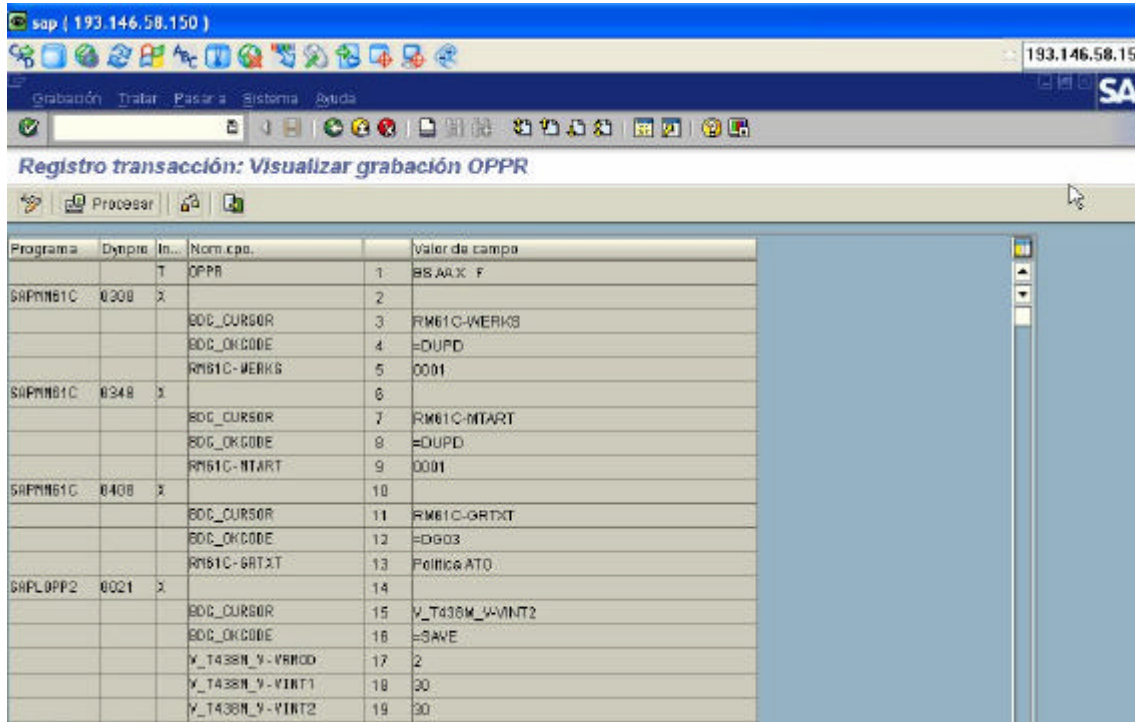 sap ( 193.146.58.150 )
193.146.58.15
Grabación Tratar Pasar a Sistema Ayuda
SA
Registro transacción: Visualizar grabación OPPR
Procesar
Programa Dynpro In... Nom.cpo. Valor de campo
T OPPR 1 BS AA X F
SAPMM61C 0300 X 2
BDC_CURSOR 3 RM61C-WERKS
BDC_OKCODE 4 =DUPD
RM61C-WERKS 5 0001
SAPMM61C 0340 X 6
BDC_CURSOR 7 RM61C-MTART
BDC_OKCODE 8 =DUPD
RM61C-MTART 9 0001
SAPMM61C 0400 X 10
BDC_CURSOR 11 RM61C-GRTXT
BDC_OKCODE 12 =DG03
RM61C-GRTXT 13 Politica ATO
SAPLOPP2 0021 X 14
BDC_CURSOR 15 V_T438M_V-VINT2
BDC_OKCODE 16 =SAVE
V_T438M_V-VRMOD 17 2
V_T438M_V-VINT1 18 30
V_T438M_V-VINT2 19 30